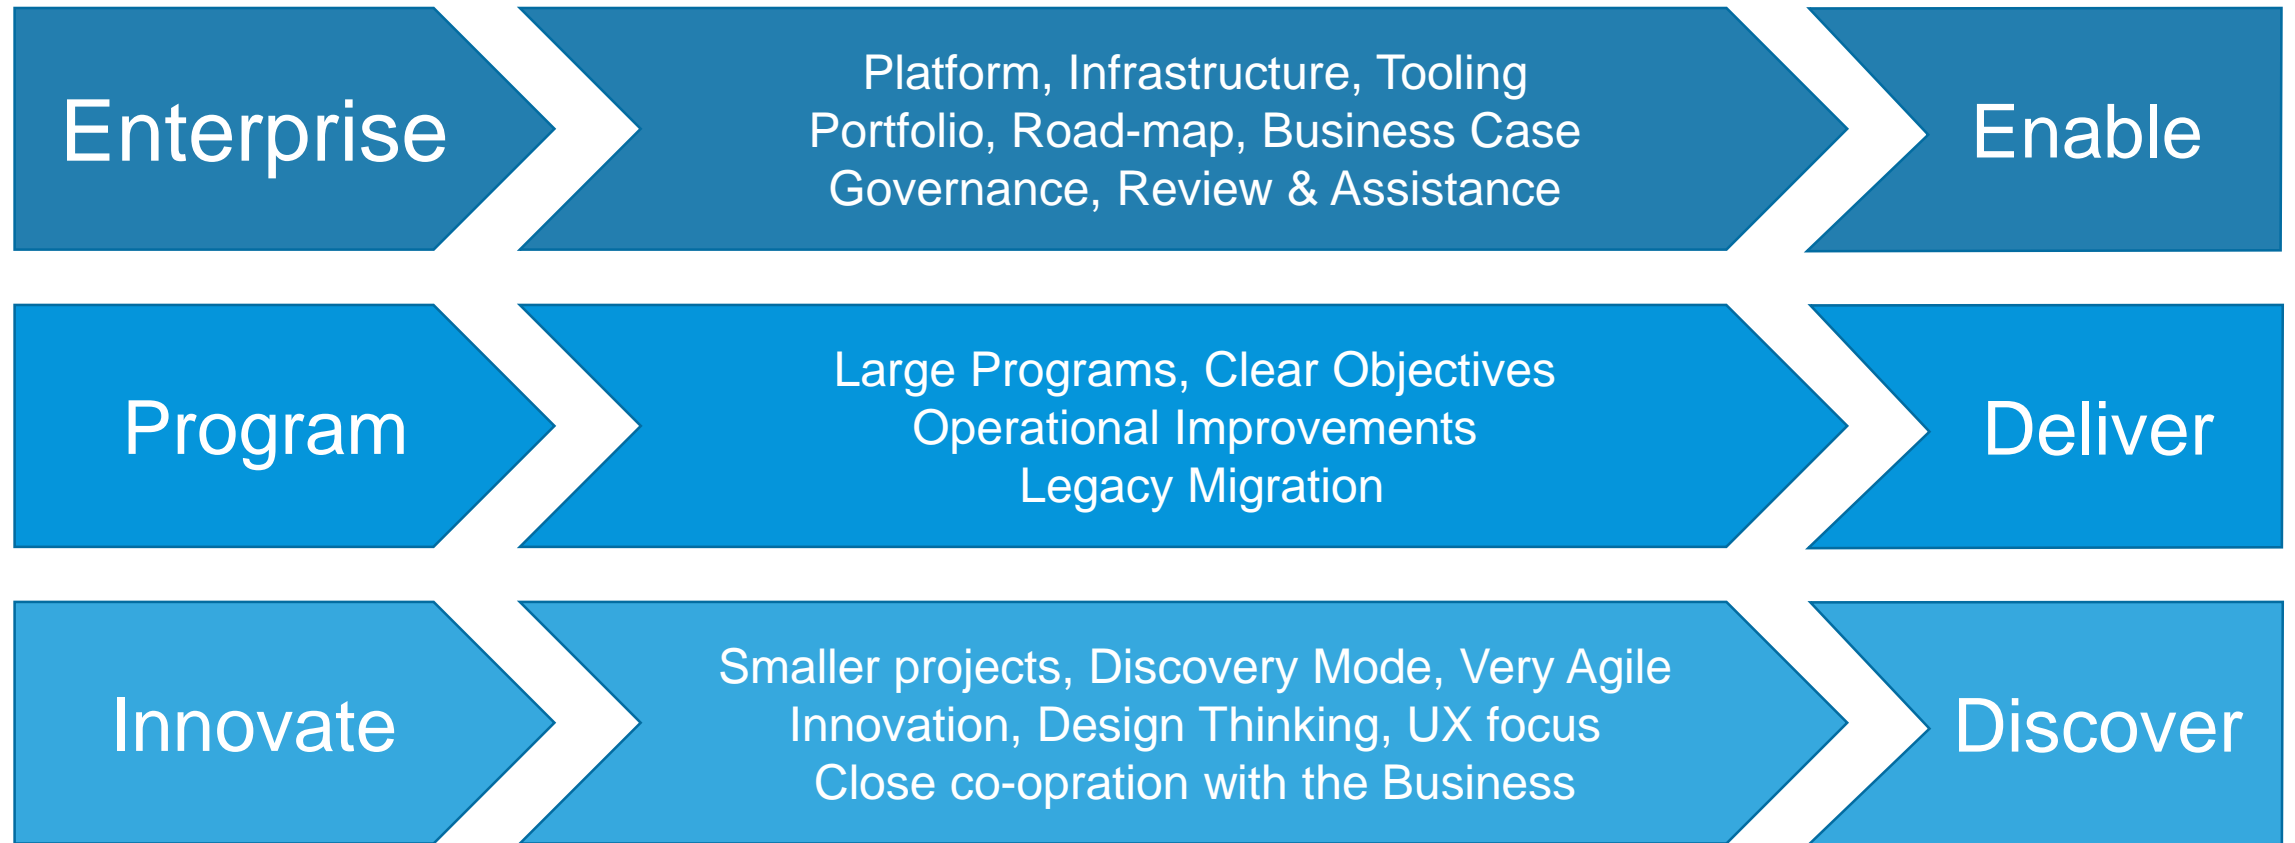 Enterprise
Platform, Infrastructure, Tooling
Portfolio, Road-map, Business Case
Governance, Review & Assistance
Enable
Program
Large Programs, Clear Objectives
Operational Improvements
Legacy Migration
Deliver
Innovate
Smaller projects, Discovery Mode, Very Agile
Innovation, Design Thinking, UX focus
Close co-opration with the Business
Discover